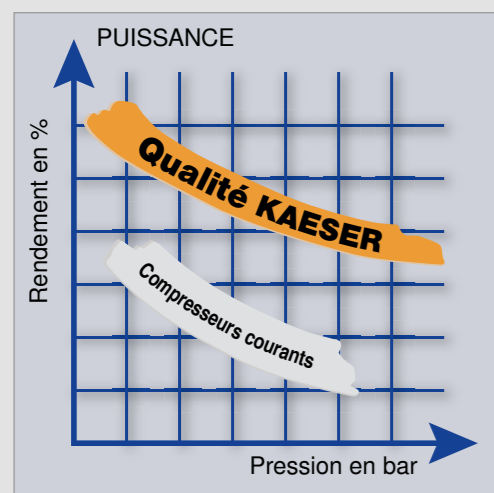 PUISSANCE
Rendement en %
Qualité KAESER
Compresseurs courants
Pression en bar